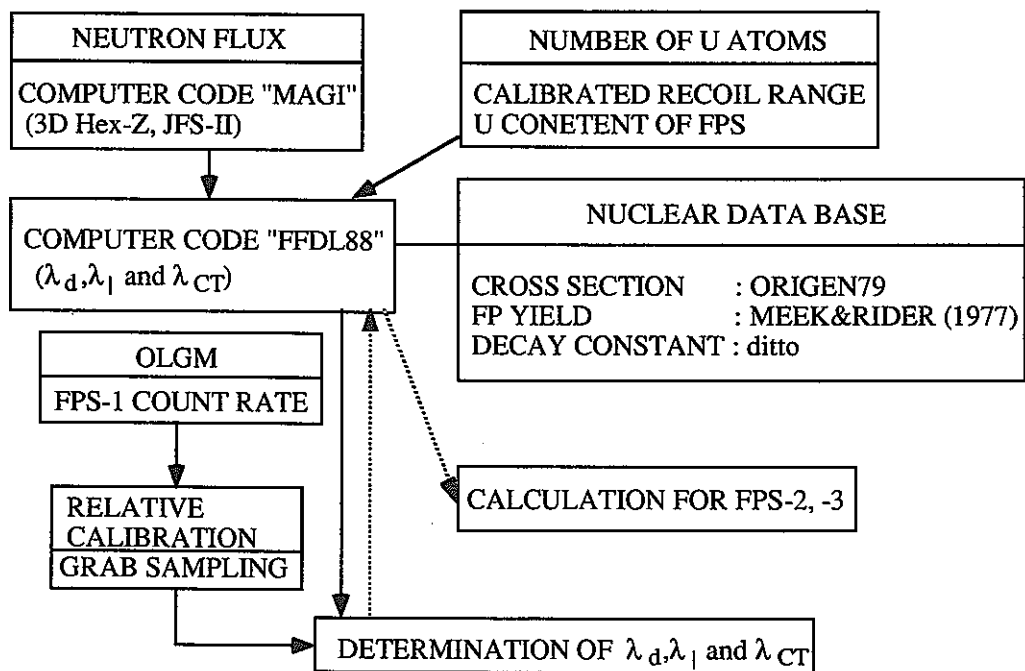 NEUTRON FLUX
COMPUTER CODE "MAGI"
(3D Hex-Z, JFS-II)
NUMBER OF U ATOMS
CALIBRATED RECOIL RANGE
U CONETENT OF FPS
COMPUTER CODE "FFDL88"
(λd,λl and λCT)
NUCLEAR DATA BASE
CROSS SECTION : ORIGEN79
FP YIELD : MEEK&RIDER (1977)
DECAY CONSTANT : ditto
OLGM
FPS-1 COUNT RATE
RELATIVE
CALIBRATION
GRAB SAMPLING
CALCULATION FOR FPS-2, -3
DETERMINATION OF λd,λl and λCT